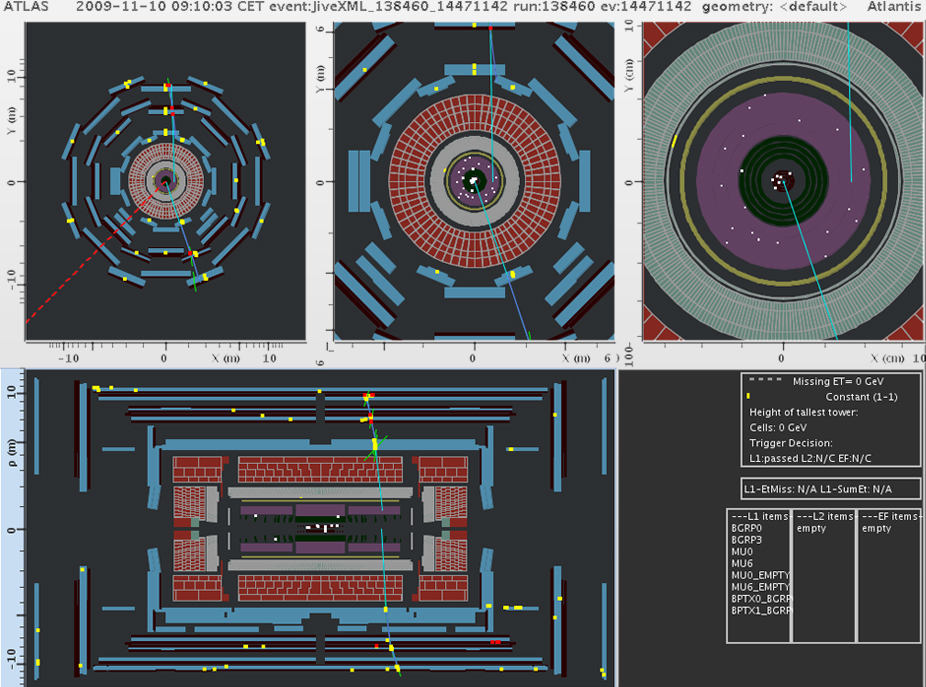 ATLAS 2009-11-10 09:10:03 CET event:JiveXML_138460_14471142 run:138460 ev:14471142 geometry: <default> Atlantis
10
Y (m)
0
-10
-10 0 X (m) 10
6
Y (m)
0
0 X (m) 6
10
Y (cm)
0
-100
0 X (cm) 10
6
10
ρ (m)
0
-10
Missing ET= 0 GeV
Constant (1-1)
Height of tallest tower:
Cells: 0 GeV
Trigger Decision:
L1:passed L2:N/C EF:N/C
L1-EtMiss: N/A L1-SumEt: N/A
---L1 items ---L2 items ---EF items-
BGRP0 empty empty
BGRP3
MU0
MU6
MU0_EMPTY
MU6_EMPTY
BPTX0_BGRP
BPTX1_BGRP